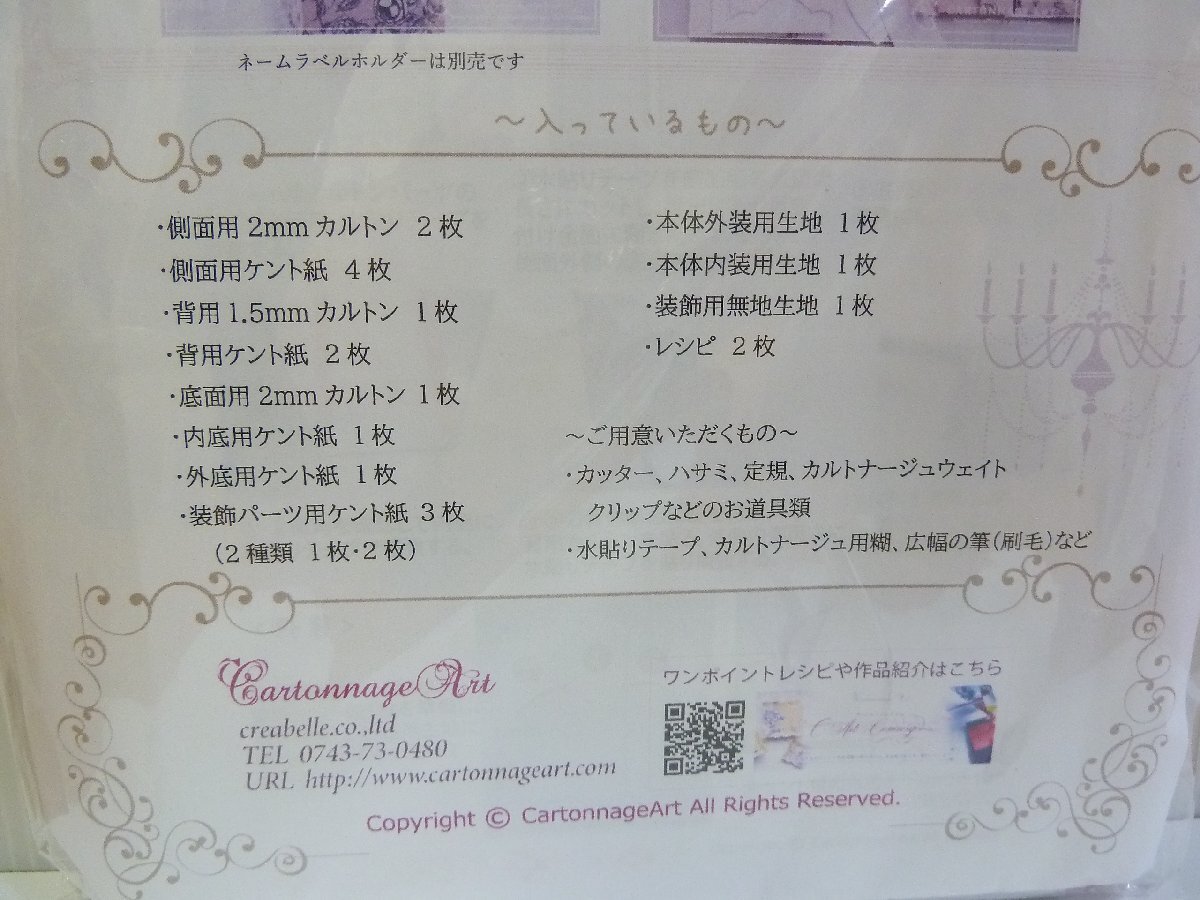 ネームラベルホルダーは別売です
～入っているもの～
・側面用2mmカルトン 2枚
・側面用ケント紙 4枚
・背用1.5mmカルトン 1枚
・背用ケント紙 2枚
・底面用2mmカルトン 1枚
・内底用ケント紙 1枚
・外底用ケント紙 1枚
・装飾パーツ用ケント紙 3枚
（2種類 1枚・2枚）
・本体外装用生地 1枚
・本体内装用生地 1枚
・装飾用無地生地 1枚
・レシピ 2枚
～ご用意いただくもの～
・カッター、ハサミ、定規、カルトナージュウェイト
クリップなどのお道具類
・水貼りテープ、カルトナージュ用糊、広幅の筆（刷毛）など
CartonnageArt
creabelle.co.,ltd
TEL 0743-73-0480
URL http://www.cartonnageart.com
ワンポイントレシピや作品紹介はこちら
Copyright © CartonnageArt All Rights Reserved.